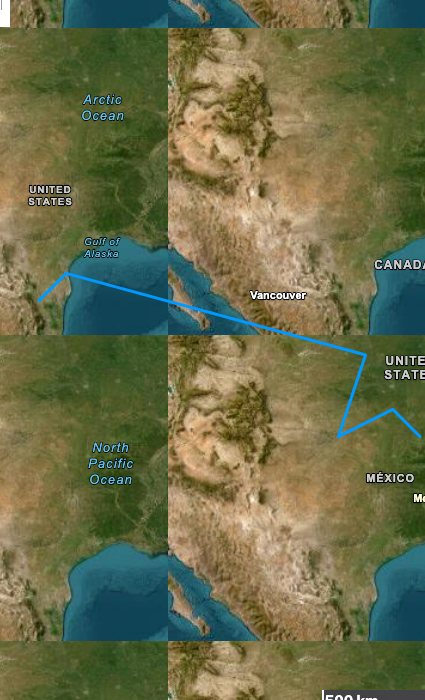 Arctic
Ocean
UNITED
STATES
Gulf of
Alaska
CANADA
Vancouver
UNITE
STATE
North
Pacific
Ocean
MÉXICO
Me
500 km